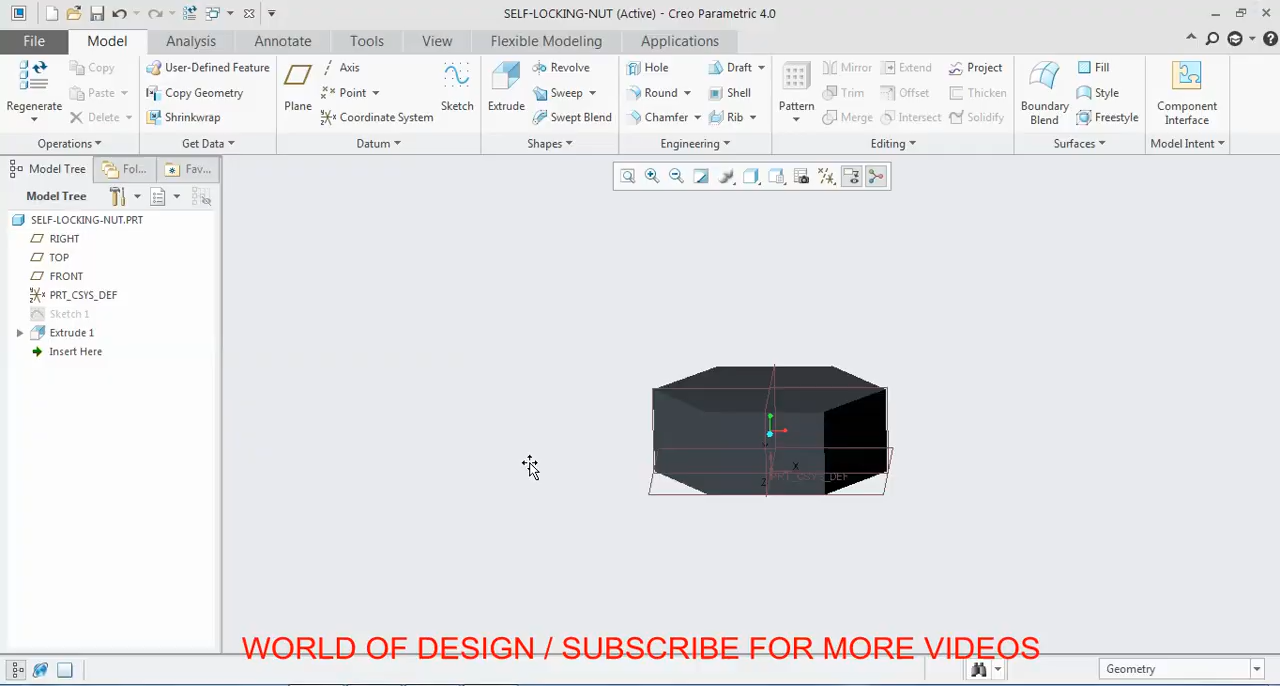 SELF-LOCKING-NUT (Active) - Creo Parametric 4.0
File Model Analysis Annotate Tools View Flexible Modeling Applications
Regenerate
Copy
Paste
Delete
Operations
User-Defined Feature
Copy Geometry
Shrinkwrap
Get Data
Plane
Axis
Point
Coordinate System
Sketch
Datum
Extrude
Revolve
Sweep
Swept Blend
Shapes
Hole
Round
Chamfer
Draft
Shell
Rib
Engineering
Pattern
Mirror
Trim
Merge
Extend
Offset
Intersect
Project
Thicken
Solidify
Editing
Boundary
Blend
Fill
Style
Freestyle
Surfaces
Component
Interface
Model Intent
Model Tree Fol... Fav...
Model Tree
SELF-LOCKING-NUT.PRT
RIGHT
TOP
FRONT
PRT_CSYS_DEF
Sketch 1
Extrude 1
Insert Here
X
Z
PRT_CSYS_DEF
WORLD OF DESIGN / SUBSCRIBE FOR MORE VIDEOS
Geometry